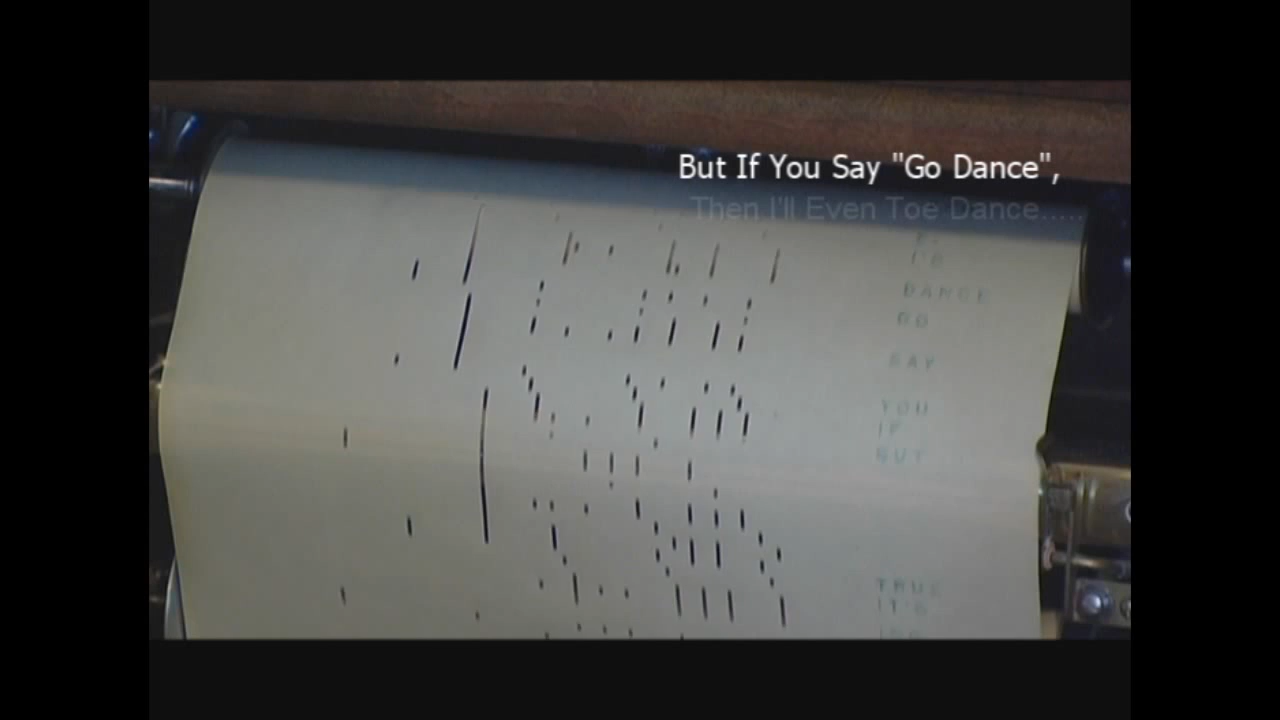 But If You Say "Go Dance",
Then I'll Even Toe Dance.....
I'S
DANCE
GO
SAY
YOU
IF
BUT
TRUE
IT'S